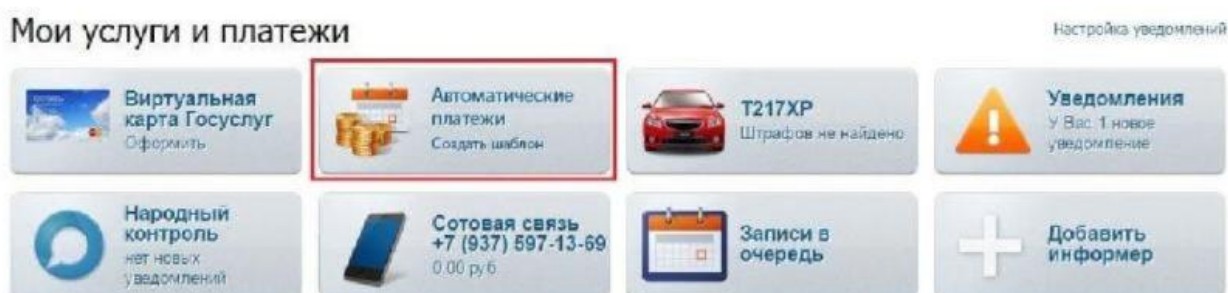 Мои услуги и платежи
Настройка уведомлений
Виртуальная
карта Госуслуг
Оформить
Автоматические
платежи
Создать шаблон
Т217ХР
Штрафов не найдено
Уведомления
У Вас 1 новое
уведомление
Народный
контроль
нет новых
уведомлений
Сотовая связь
+7 (937) 597-13-69
0.00 руб
Записи в
очередь
Добавить
информер